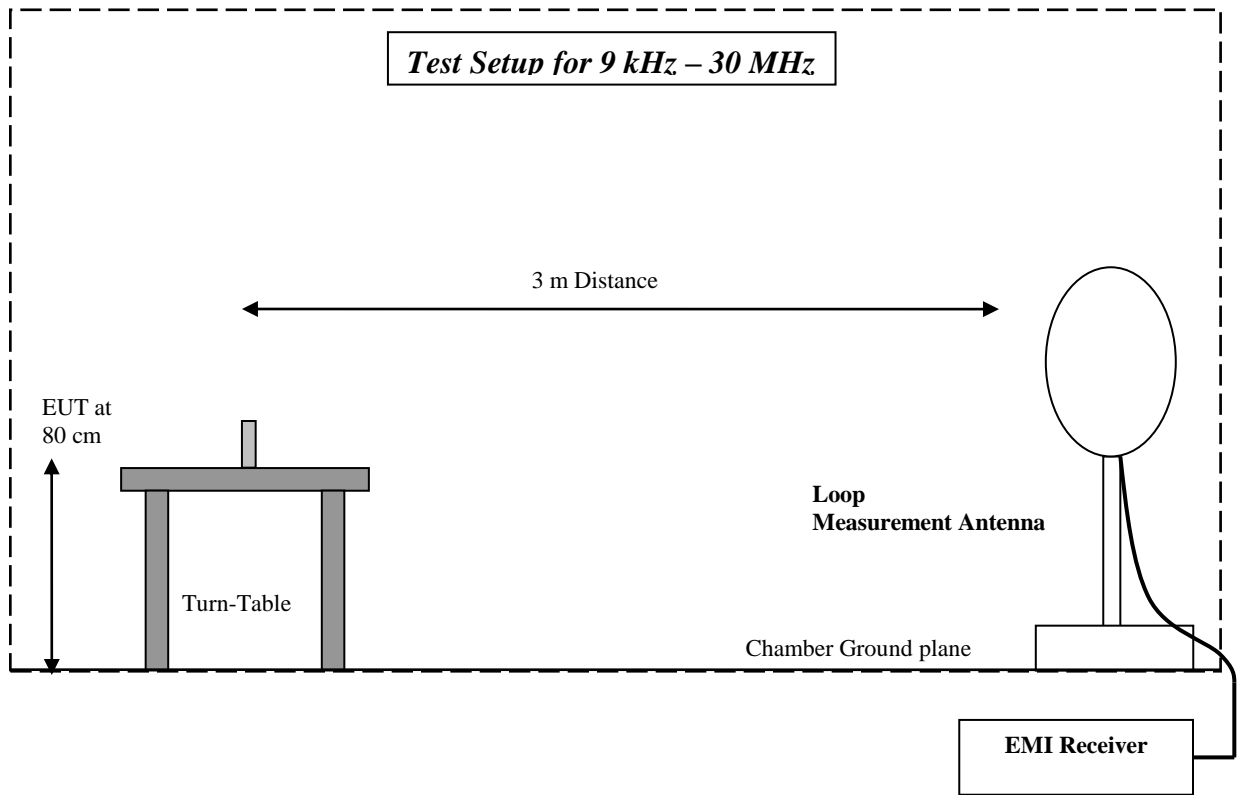 Test Setup for 9 kHz – 30 MHz
3 m Distance
EUT at
80 cm
Loop
Measurement Antenna
Turn-Table
Chamber Ground plane
EMI Receiver